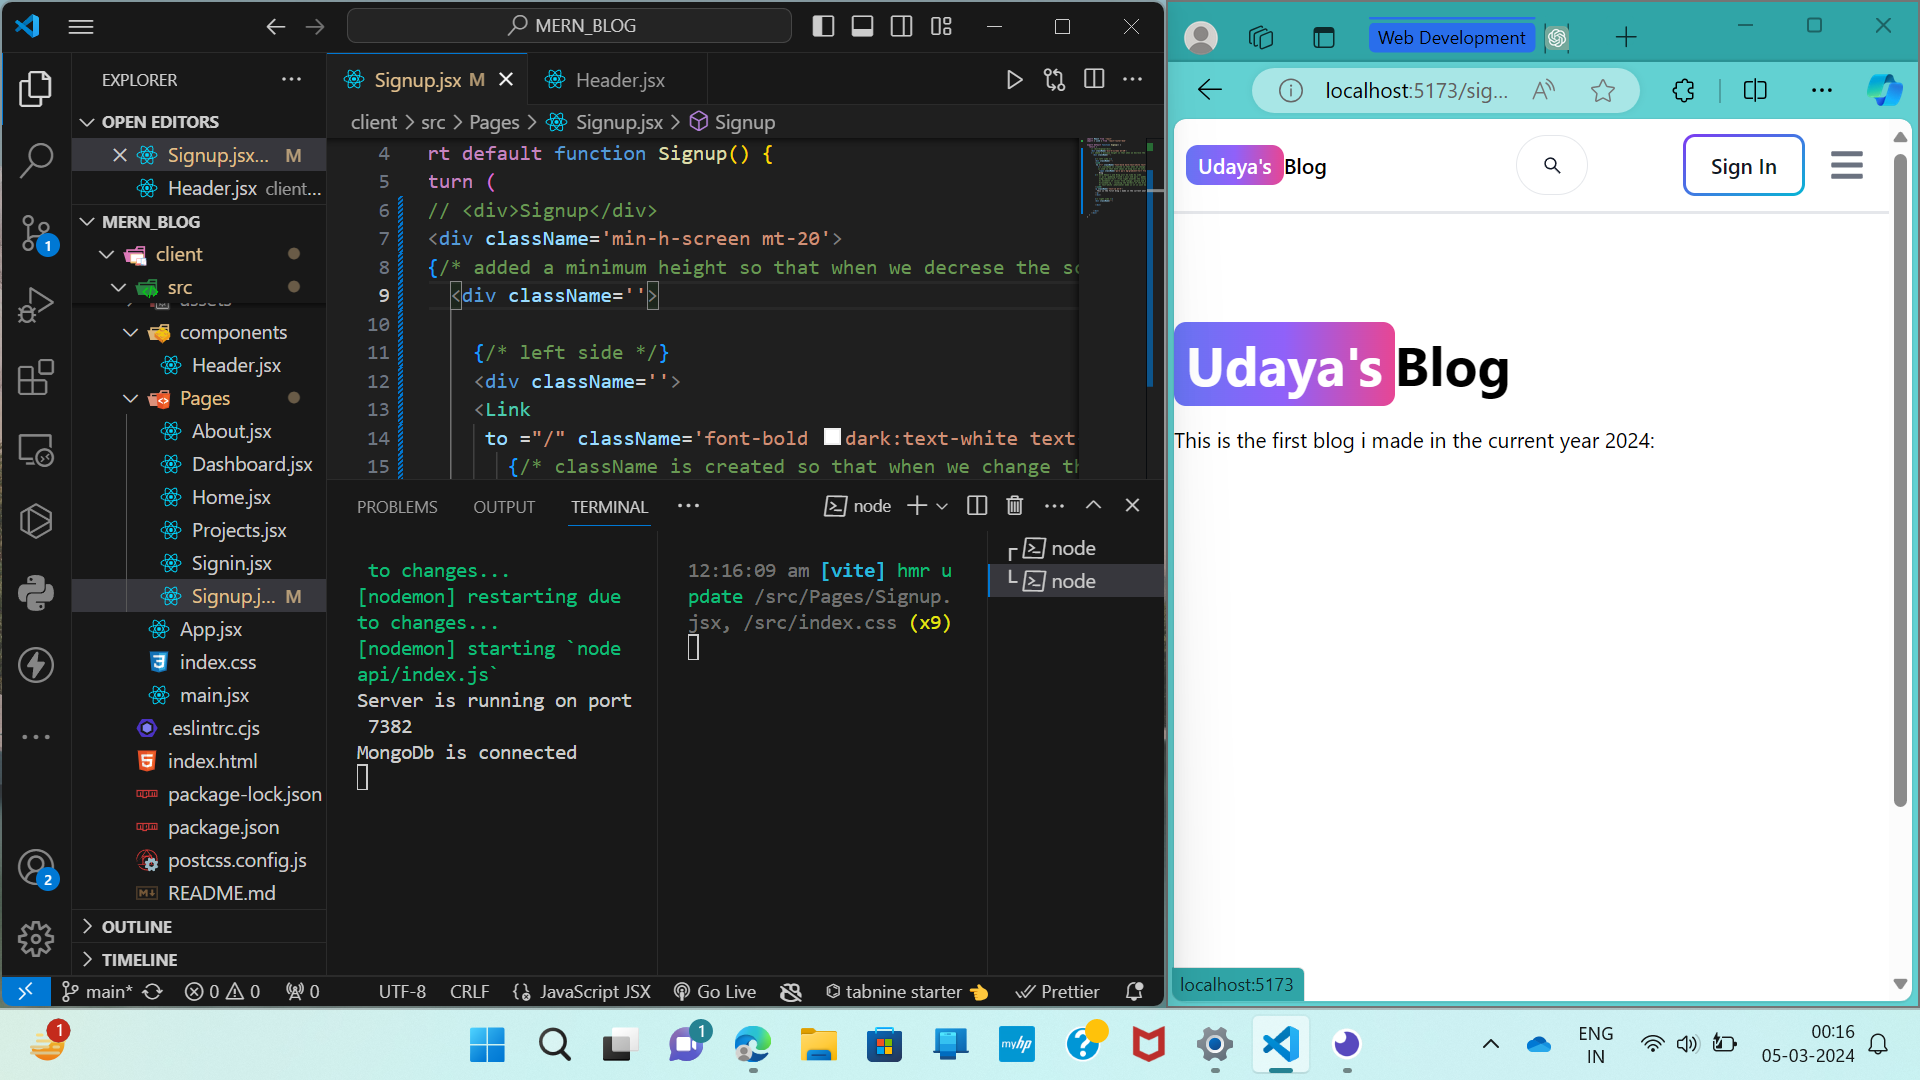 MERN_BLOG
EXPLORER
OPEN EDITORS
Signup.jsx... M
Header.jsx client...
MERN_BLOG
client
src
components
Header.jsx
Pages
About.jsx
Dashboard.jsx
Home.jsx
Projects.jsx
Signin.jsx
Signup.j... M
App.jsx
index.css
main.jsx
.eslintrc.cjs
index.html
package-lock.json
package.json
postcss.config.js
README.md
OUTLINE
TIMELINE
1
2
Signup.jsx M
Header.jsx
client > src > Pages > Signup.jsx > Signup
4 rt default function Signup() {
5 turn (
6 // <div>Signup</div>
7 <div className='min-h-screen mt-20'>
8 {/* added a minimum height so that when we decrese the sc
9 <div className=''>
10
11 {/* left side */}
12 <div className=''>
13 <Link
14 to ="/" className='font-bold dark:text-white text
15 {/* className is created so that when we change th
PROBLEMS OUTPUT TERMINAL
node
to changes...
[nodemon] restarting due
to changes...
[nodemon] starting `node
api/index.js`
Server is running on port
7382
MongoDb is connected
12:16:09 am [vite] hmr u
pdate /src/Pages/Signup.
jsx, /src/index.css (x9)
node
node
main* 0 0 0 UTF-8 CRLF JavaScript JSX Go Live tabnine starter Prettier
Web Development
localhost:5173/sig...
Udaya's Blog
Sign In
Udaya's Blog
This is the first blog i made in the current year 2024:
localhost:5173
1
1
myhp
ENG
IN
00:16
05-03-2024